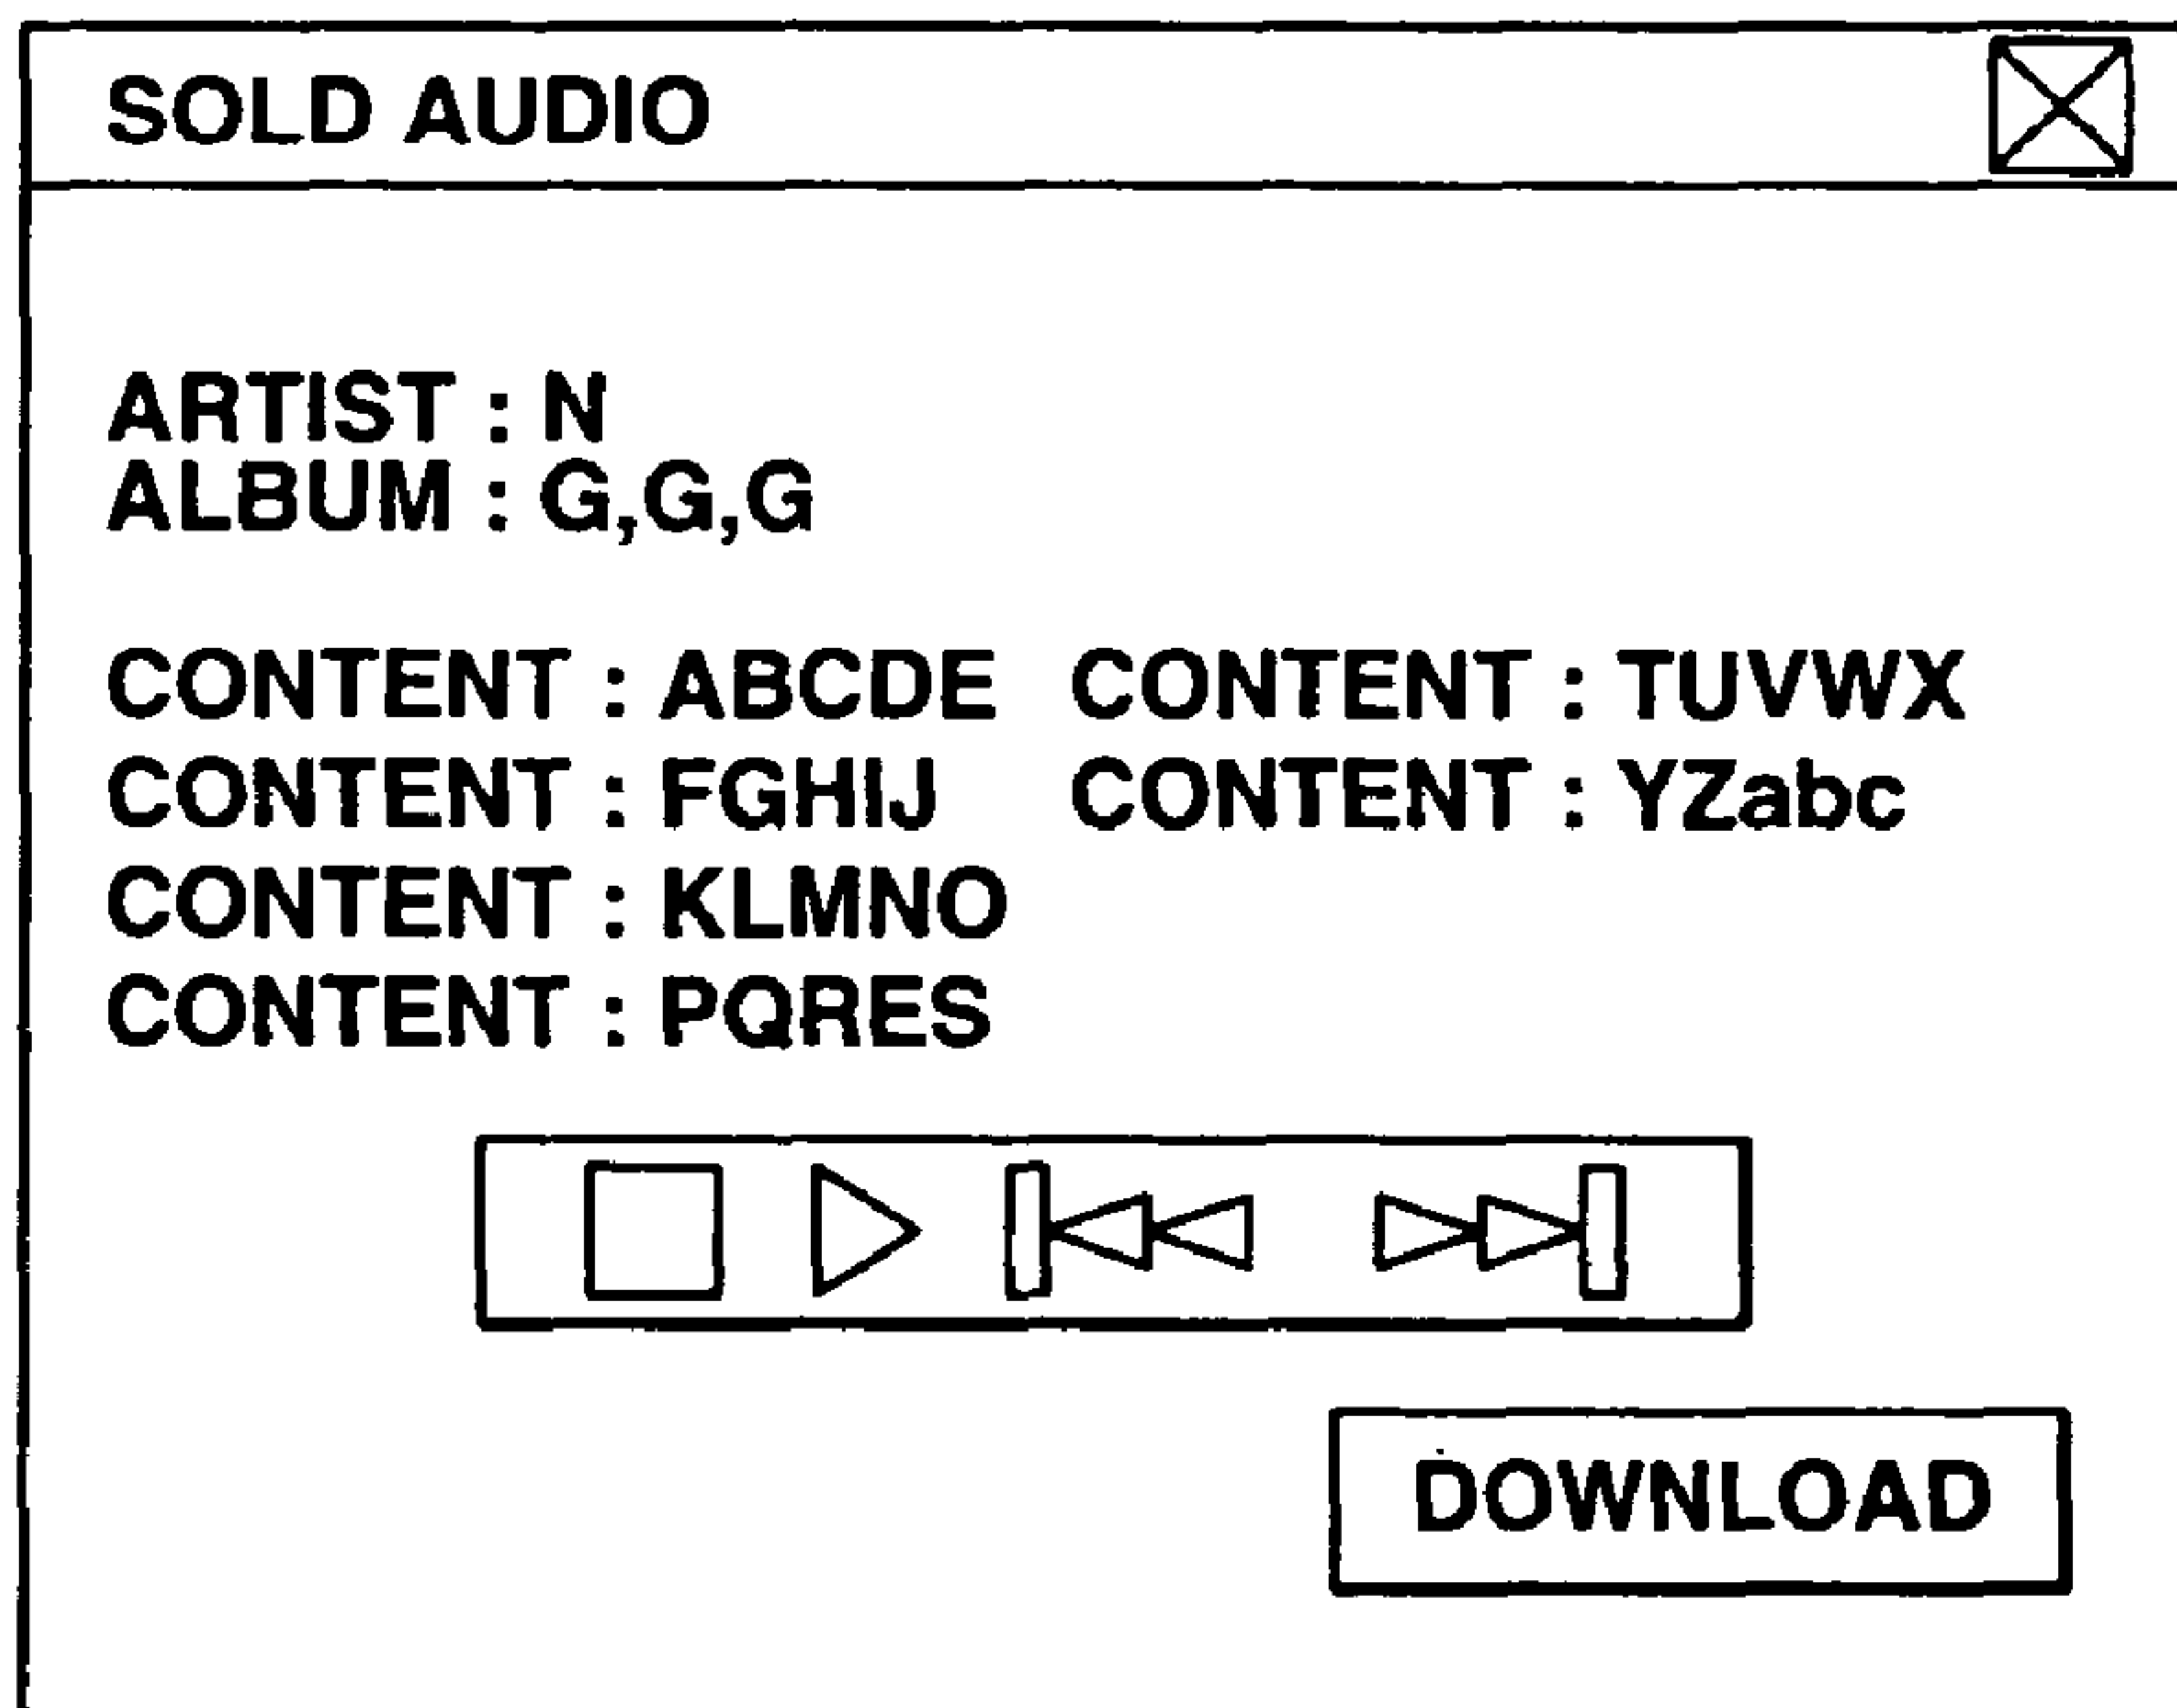 SOLD AUDIO
ARTIST : N
ALBUM : G,G,G
CONTENT : ABCDE CONTENT : TUVWX
CONTENT : FGHIJ CONTENT : YZabc
CONTENT : KLMNO
CONTENT : PQRES
DOWNLOAD